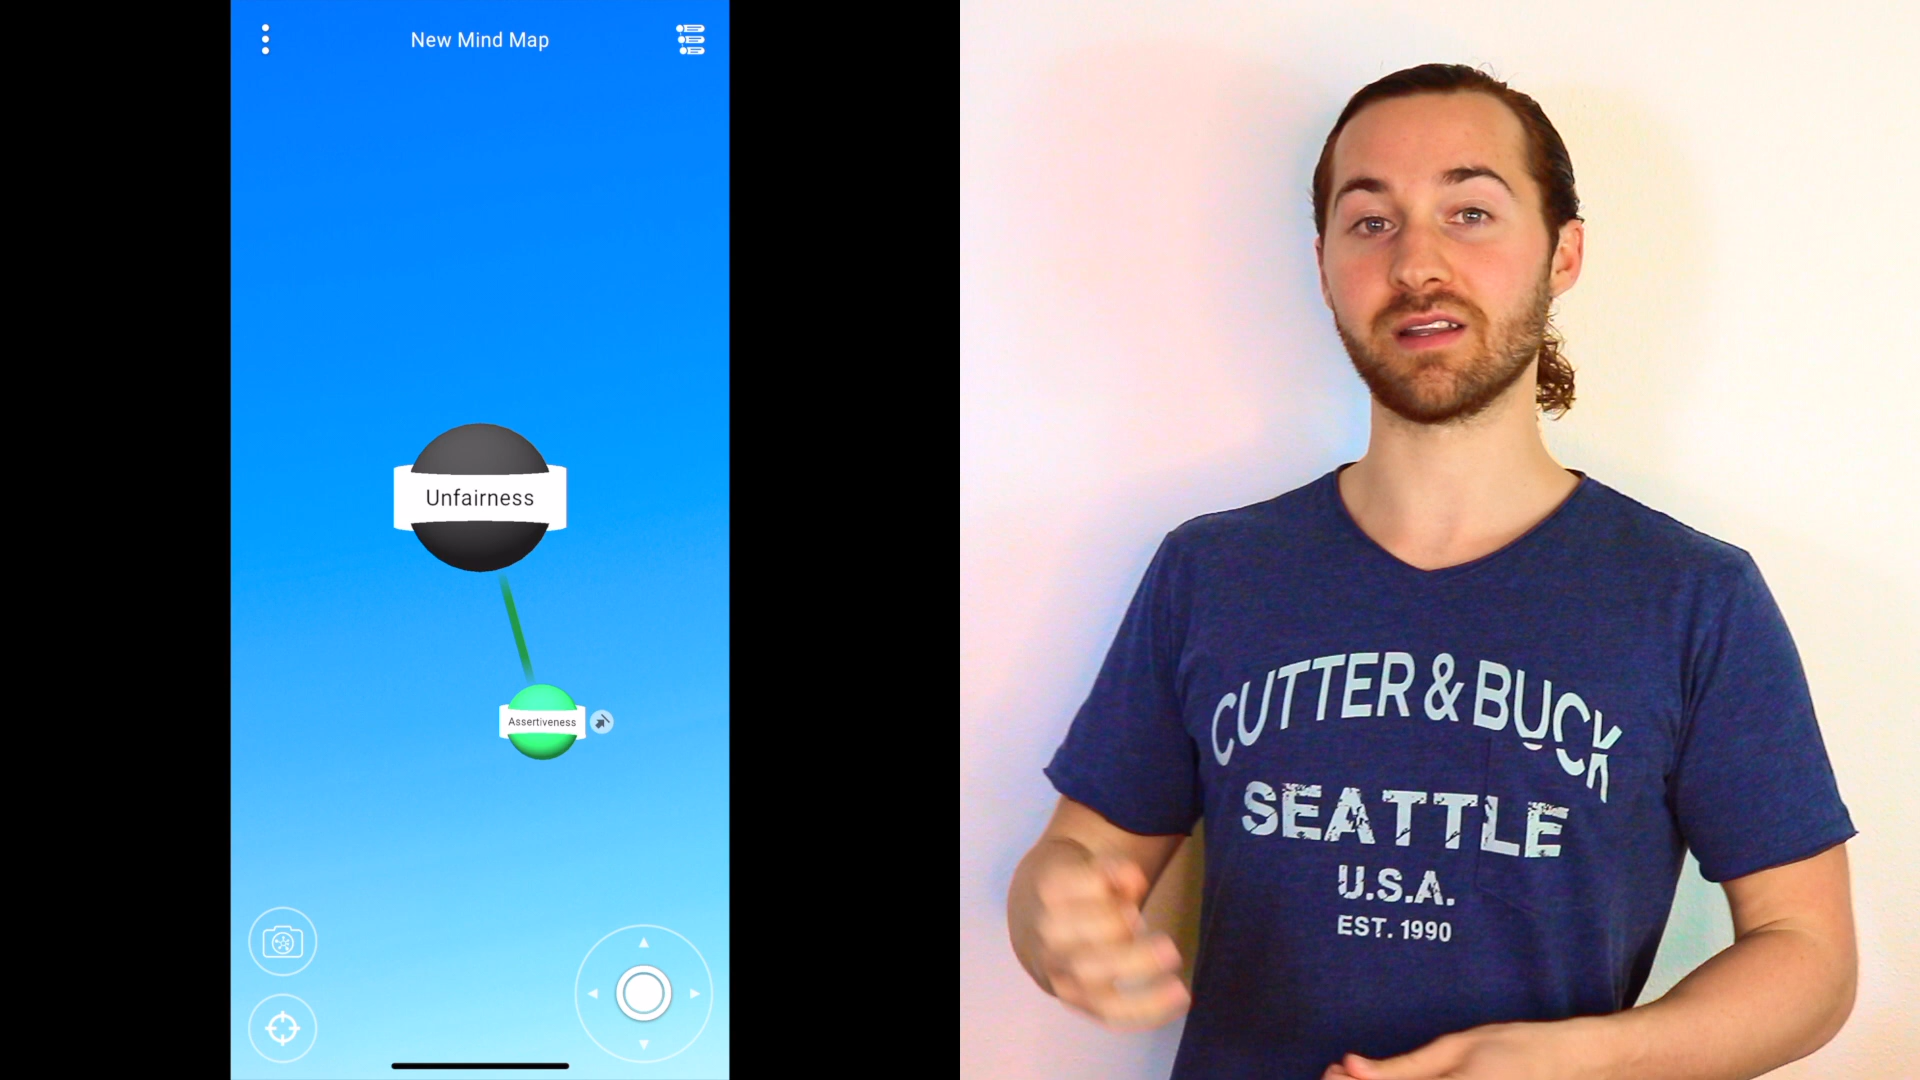 New Mind Map
Unfairness
Assertiveness
CUTTER & BUCK
SEATTLE
U.S.A.
EST. 1990